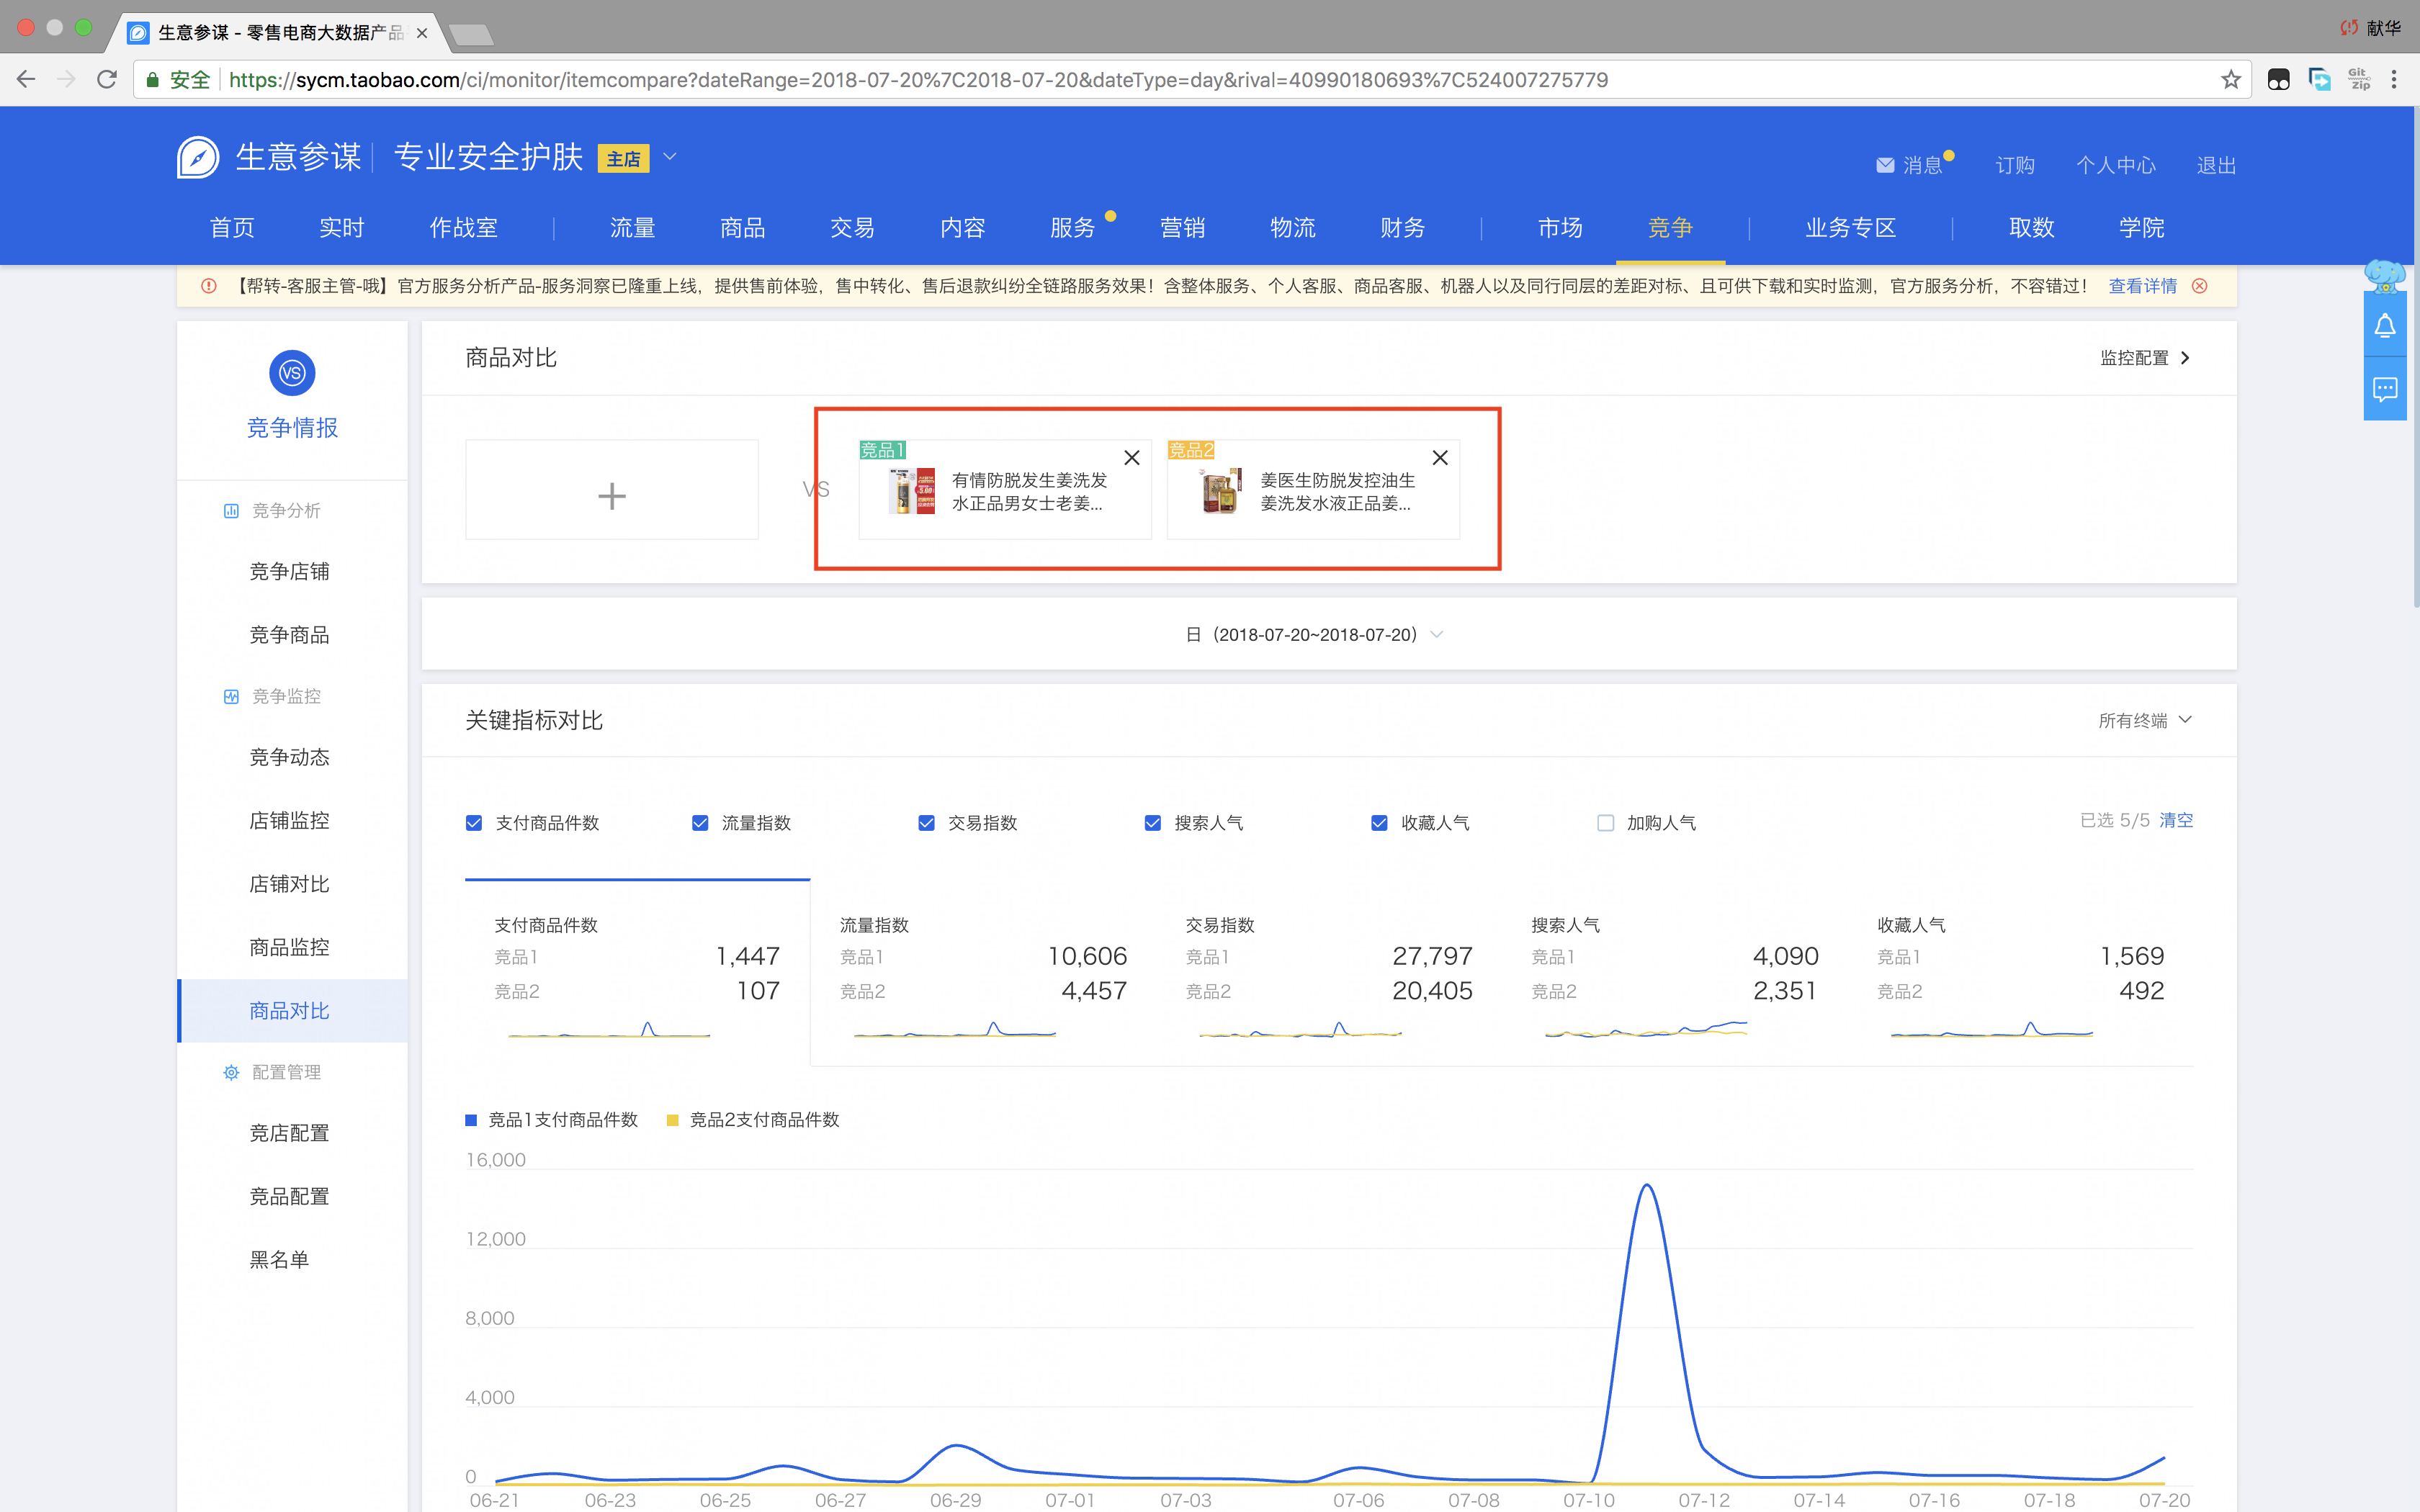 生意参谋 - 零售电商大数据产品
献华
安全 https://sycm.taobao.com/ci/monitor/itemcompare?dateRange=2018-07-20%7C2018-07-20&dateType=day&rival=40990180693%7C524007275779
Git Zip
生意参谋 专业安全护肤 主店
消息 订购 个人中心 退出
首页 实时 作战室 流量 商品 交易 内容 服务 营销 物流 财务 市场 竞争 业务专区 取数 学院
【帮转-客服主管-哦】官方服务分析产品-服务洞察已隆重上线，提供售前体验，售中转化、售后退款纠纷全链路服务效果！含整体服务、个人客服、商品客服、机器人以及同行同层的差距对标、且可供下载和实时监测，官方服务分析，不容错过！ 查看详情
VS
竞争情报
竞争分析
竞争店铺
竞争商品
竞争监控
竞争动态
店铺监控
店铺对比
商品监控
商品对比
配置管理
竞店配置
竞品配置
黑名单
商品对比
监控配置
VS
竞品1
有情防脱发生姜洗发
水正品男女士老姜...
竞品2
姜医生防脱发控油生
姜洗发水液正品姜...
日（2018-07-20~2018-07-20）
关键指标对比
所有终端
支付商品件数 流量指数 交易指数 搜索人气 收藏人气 加购人气
已选 5/5 清空
支付商品件数 流量指数 交易指数 搜索人气 收藏人气
竞品1 1,447 竞品1 10,606 竞品1 27,797 竞品1 4,090 竞品1 1,569
竞品2 107 竞品2 4,457 竞品2 20,405 竞品2 2,351 竞品2 492
竞品1支付商品件数 竞品2支付商品件数
16,000
12,000
8,000
4,000
0
06-21 06-23 06-25 06-27 06-29 07-01 07-03 07-06 07-08 07-10 07-12 07-14 07-16 07-18 07-20